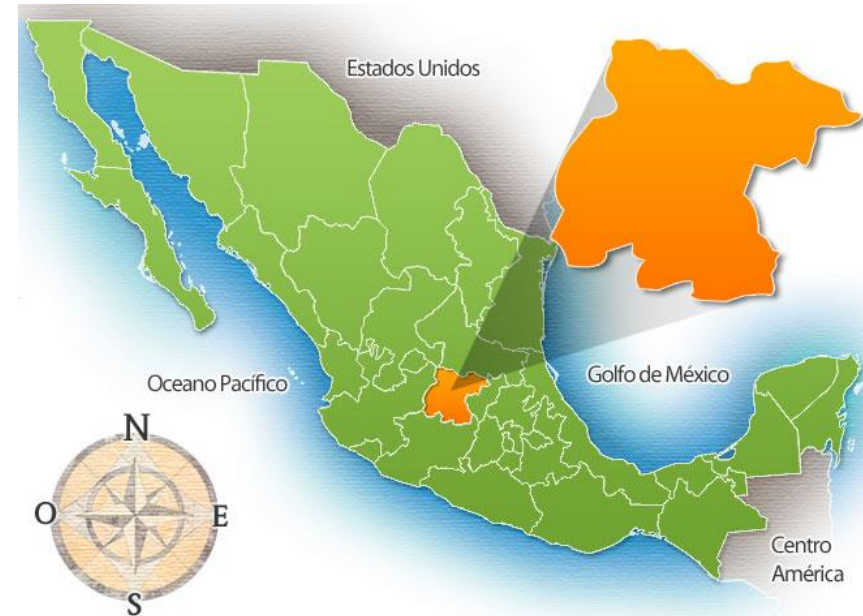 Estados Unidos
Golfo de México
Oceano Pacífico
N
O
E
S
Centro
América